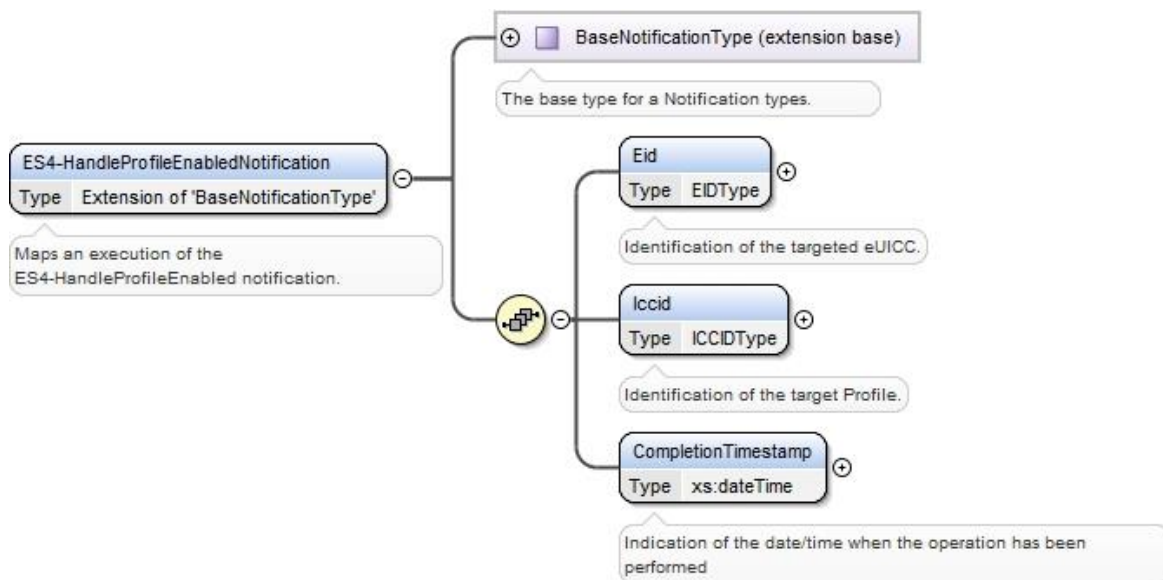 BaseNotificationType (extension base)
The base type for a Notification types.
ES4-HandleProfileEnabledNotification
Type Extension of 'BaseNotificationType'
Maps an execution of the
ES4-HandleProfileEnabled notification.
Eid
Type EIDType
Identification of the targeted eUICC.
Iccid
Type ICCIDType
Identification of the target Profile.
CompletionTimestamp
Type xs:dateTime
Indication of the date/time when the operation has been
performed